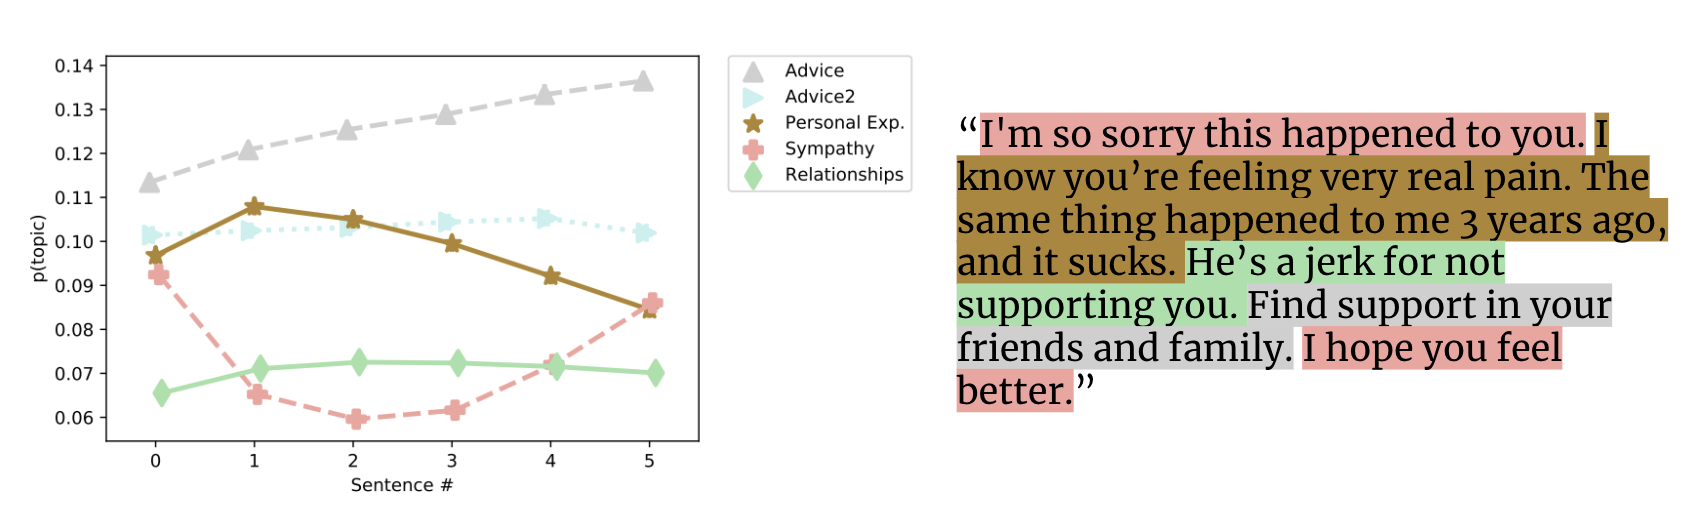 0.14
0.13
0.12
0.11
0.10
0.09
0.08
0.07
0.06
p(topic)
0 1 2 3 4 5
Sentence #
Advice
Advice2
Personal Exp.
Sympathy
Relationships
“I'm so sorry this happened to you. I
know you’re feeling very real pain. The
same thing happened to me 3 years ago,
and it sucks. He’s a jerk for not
supporting you. Find support in your
friends and family. I hope you feel
better.”